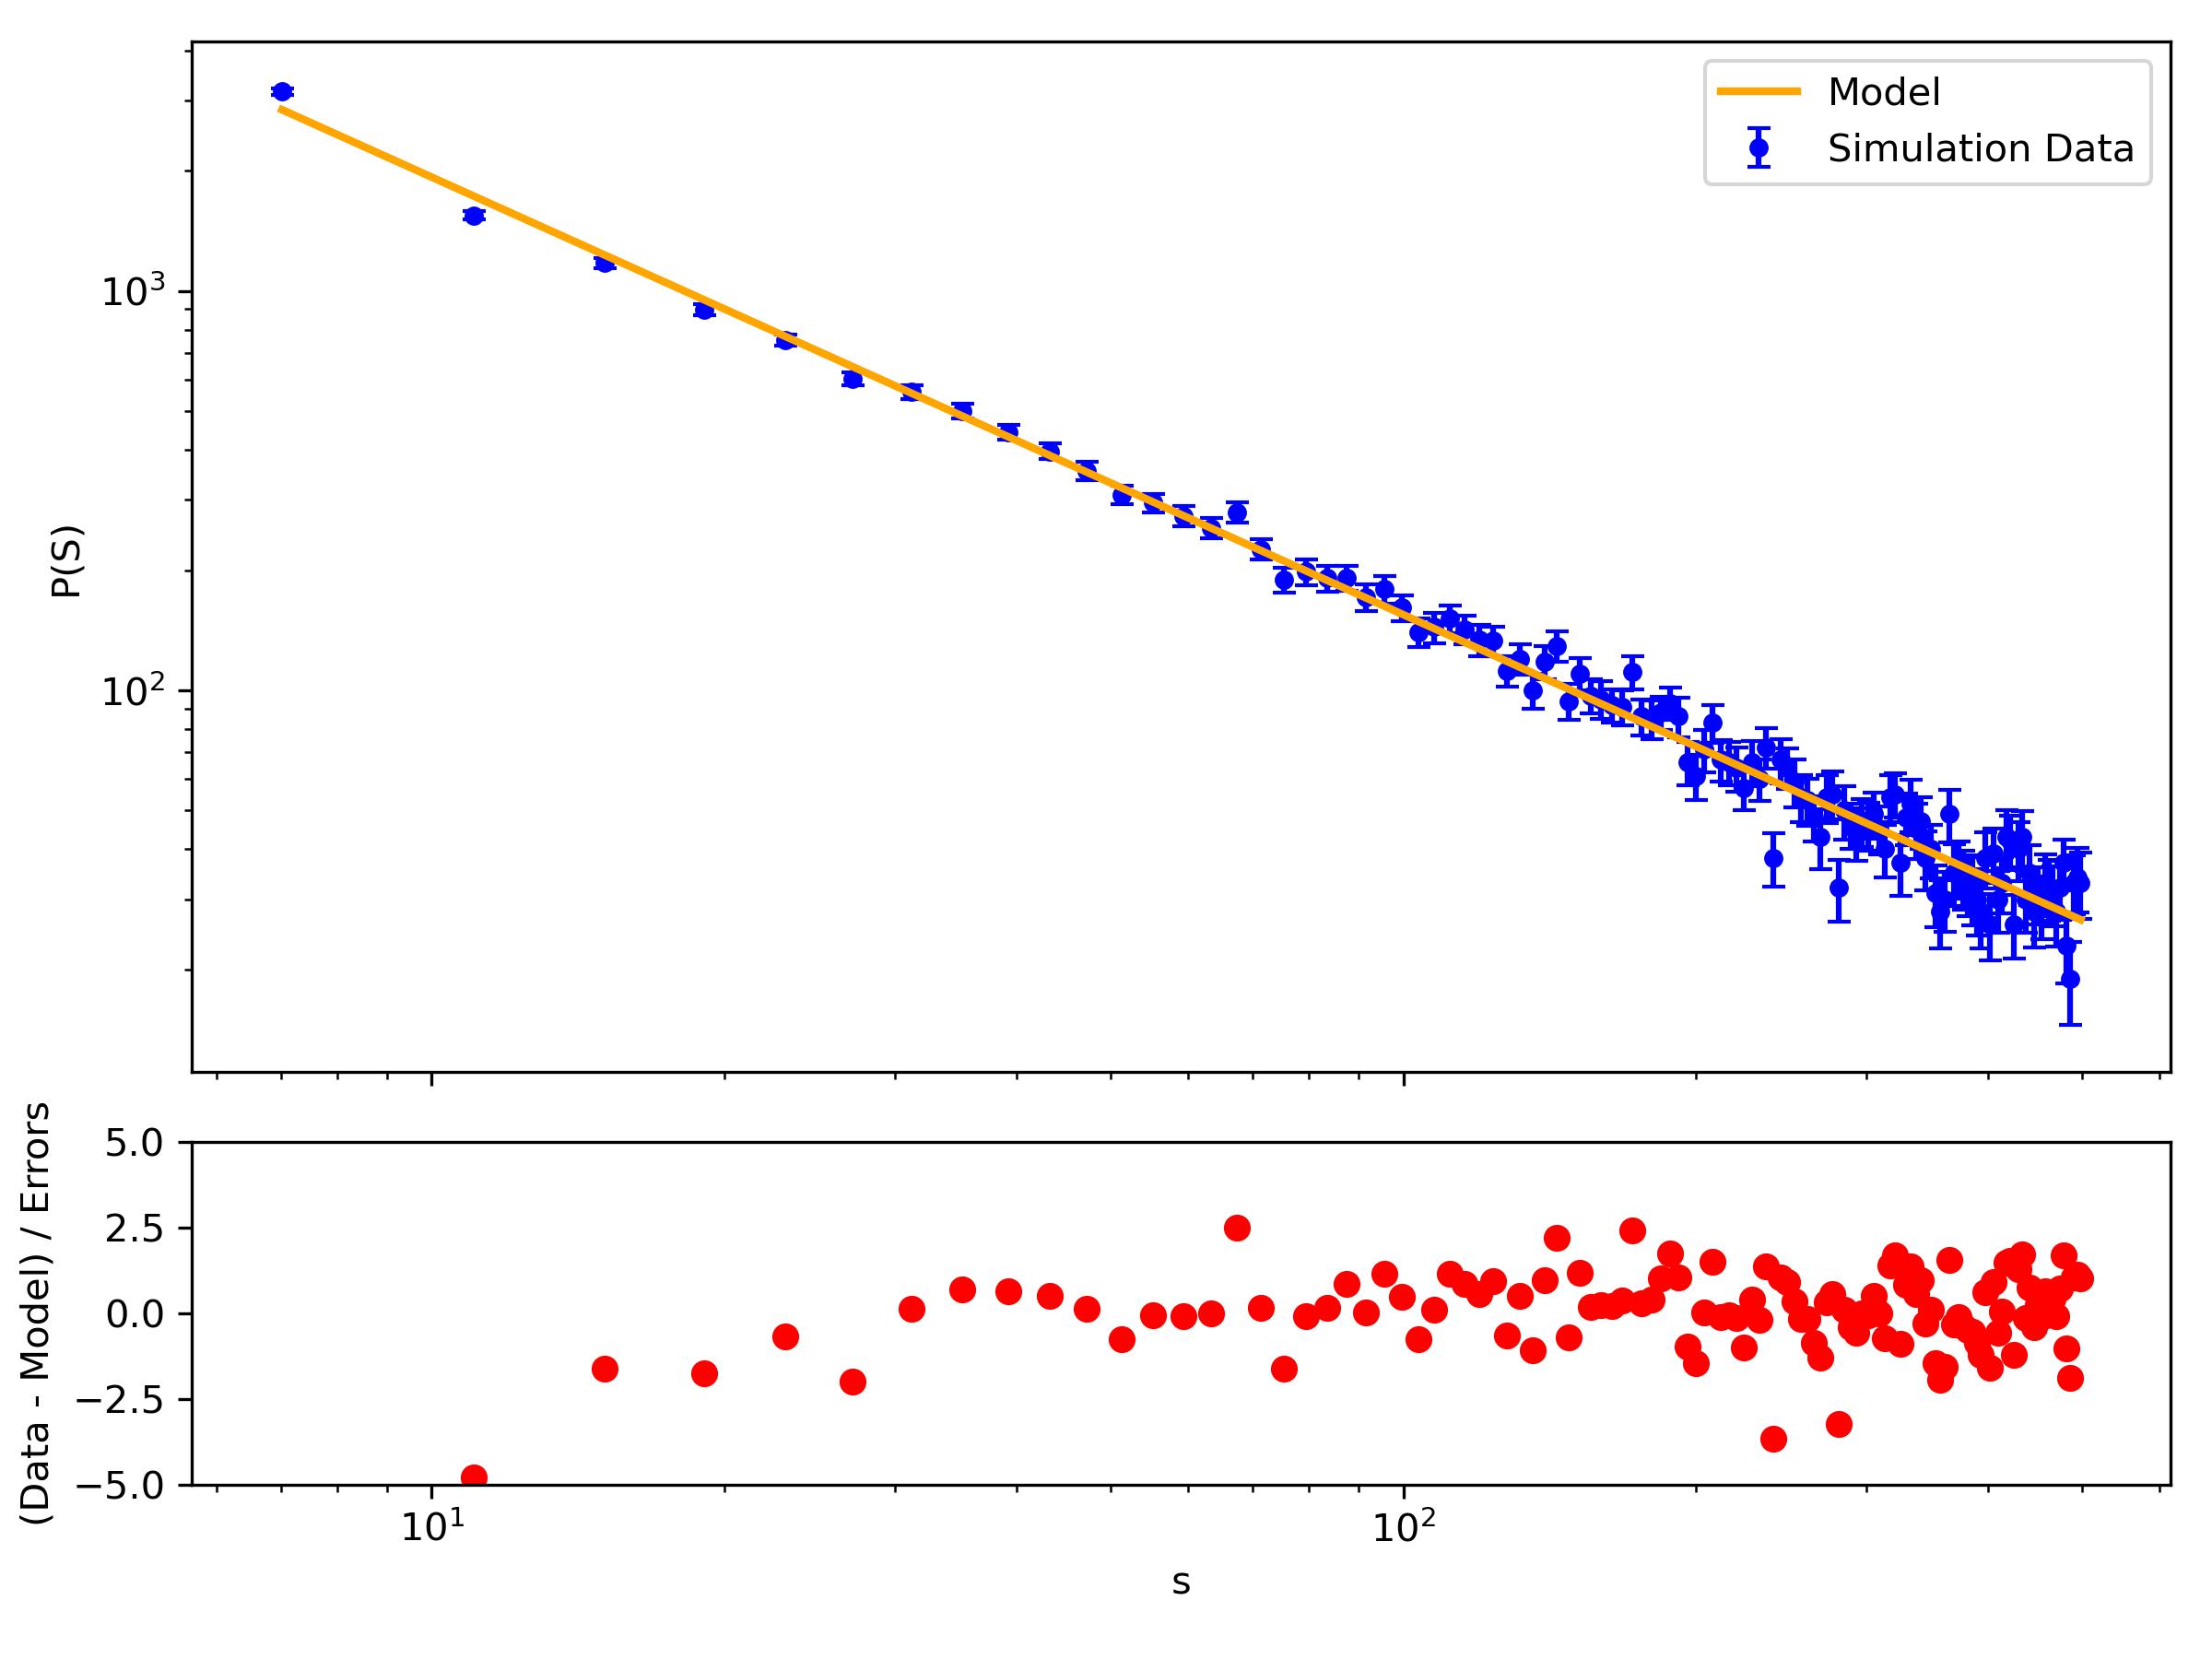 Model
Simulation Data
10³
10²
P(S)
5.0
2.5
0.0
−2.5
−5.0
(Data - Model) / Errors
10¹
10²
s